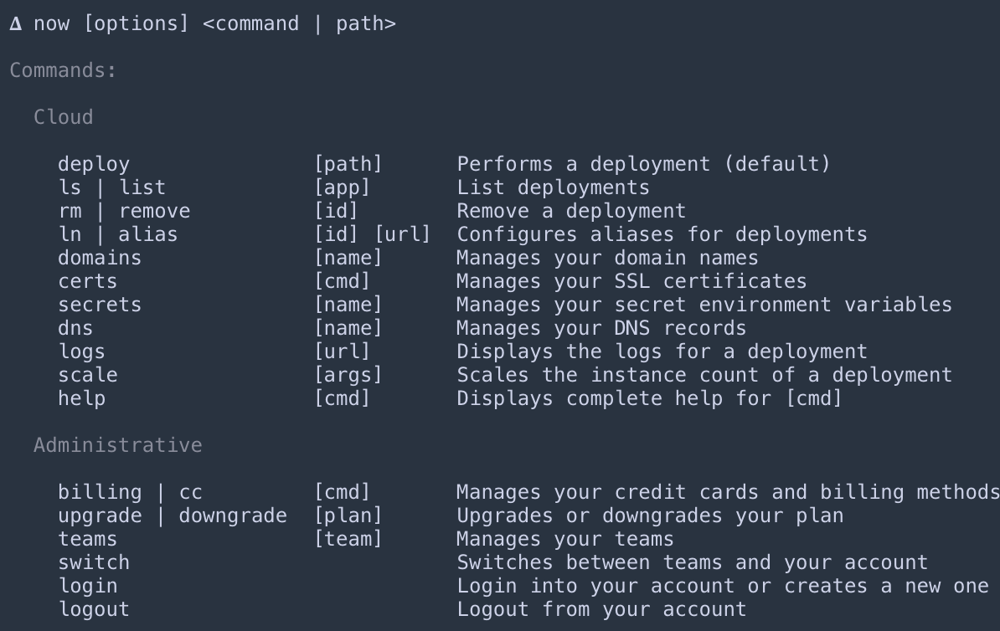 Δ now [options] <command | path>
Commands:
Cloud
deploy [path] Performs a deployment (default)
ls | list [app] List deployments
rm | remove [id] Remove a deployment
ln | alias [id] [url] Configures aliases for deployments
domains [name] Manages your domain names
certs [cmd] Manages your SSL certificates
secrets [name] Manages your secret environment variables
dns [name] Manages your DNS records
logs [url] Displays the logs for a deployment
scale [args] Scales the instance count of a deployment
help [cmd] Displays complete help for [cmd]
Administrative
billing | cc [cmd] Manages your credit cards and billing methods
upgrade | downgrade [plan] Upgrades or downgrades your plan
teams [team] Manages your teams
switch Switches between teams and your account
login Login into your account or creates a new one
logout Logout from your account